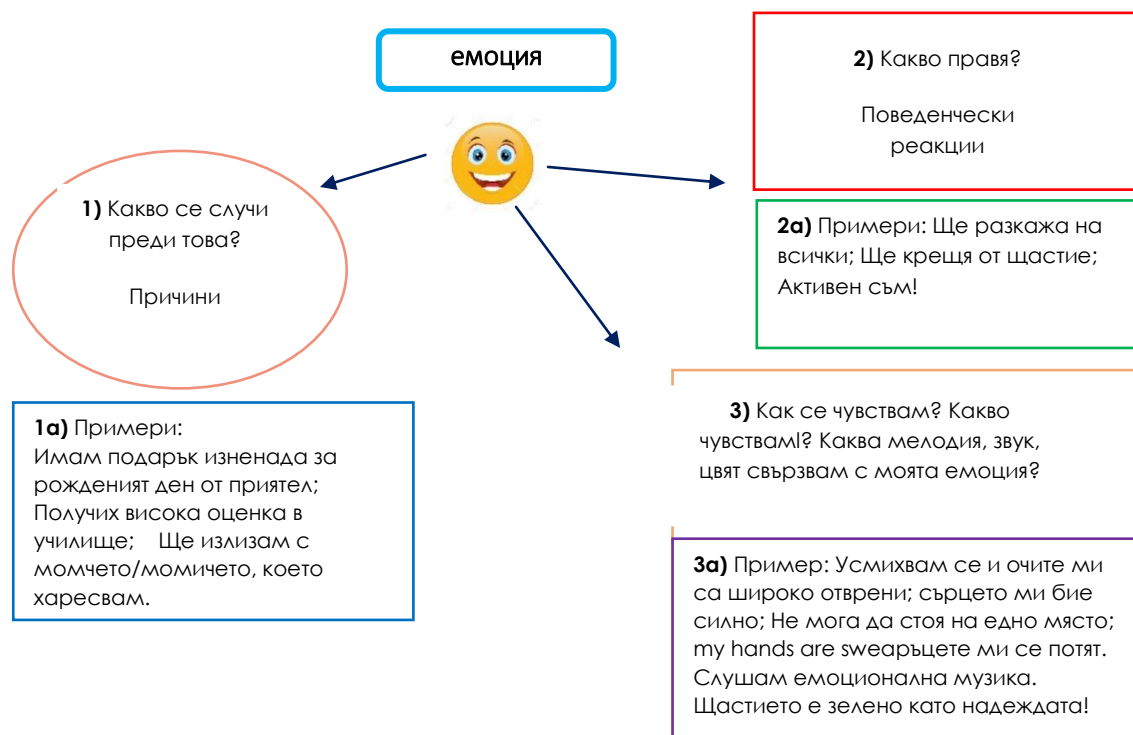 емоция
1) Какво се случи
преди това?
Причини
1а) Примери:
Имам подарък изненада за
рожденият ден от приятел;
Получих висока оценка в
училище; Ще излизам с
момчето/момичето, което
харесвам.
2) Какво правя?
Поведенчески
реакции
2а) Примери: Ще разкажа на
всички; Ще крещя от щастие;
Активен съм!
3) Как се чувствам? Какво
чувствамI? Каква мелодия, звук,
цвят свързвам с моята емоция?
3а) Пример: Усмихвам се и очите ми
са широко отврени; сърцето ми бие
силно; Не мога да стоя на едно място;
my hands are sweaръцете ми се потят.
Слушам емоционална музика.
Щастието е зелено като надеждата!